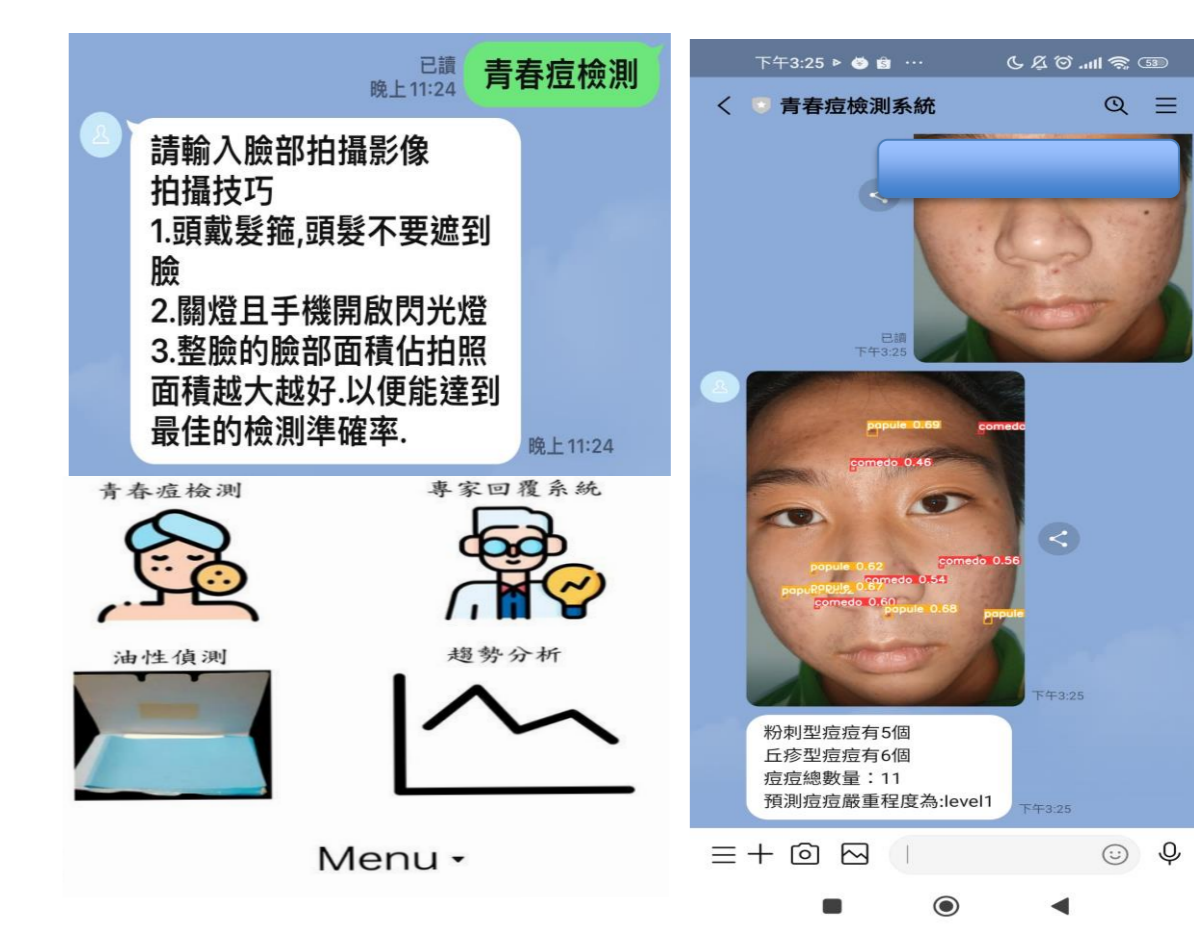 已讀
晚上 11:24
青春痘檢測
請輸入臉部拍攝影像
拍攝技巧
1.頭戴髮箍,頭髮不要遮到
臉
2.關燈且手機開啟閃光燈
3.整臉的臉部面積佔拍照
面積越大越好.以便能達到
最佳的檢測準確率.
晚上 11:24
青春痘檢測
專家回覆系統
油性偵測
趨勢分析
Menu
下午3:25
53
青春痘檢測系統
已讀
下午3:25
papule 0.69
comedo
comedo 0.46
comedo 0.56
papule 0.62
comedo 0.54
papule 0.67
comedo 0.60
papule 0.68
papule
下午3:25
粉刺型痘痘有5個
丘疹型痘痘有6個
痘痘總數量：11
預測痘痘嚴重程度為:level1
下午3:25